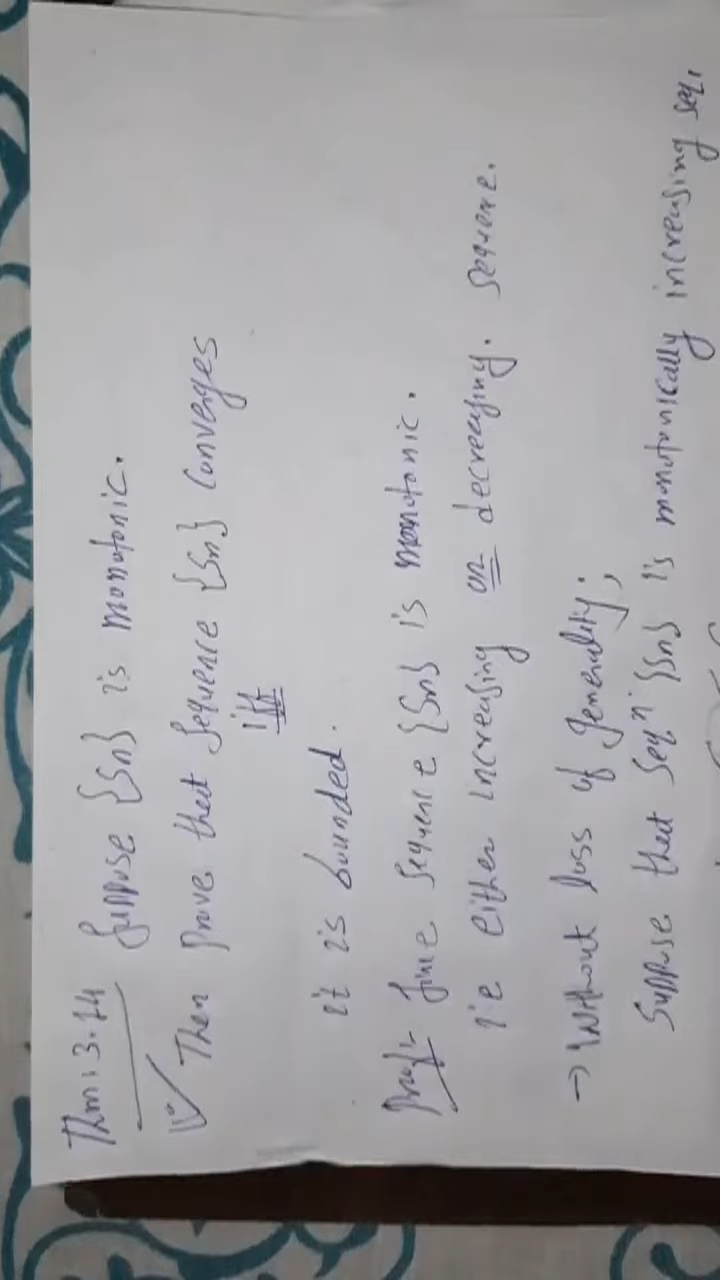 Thm: 3.14 Suppose {Sn} is monotonic.
Then prove that sequence {Sn} converges
iff
it is bounded.
Proof:- Since sequence {Sn} is monotonic.
i.e either increasing or decreasing. sequence.
→ Without loss of generality;
Suppose that seqn {Sn} is monotonically increasing seq.